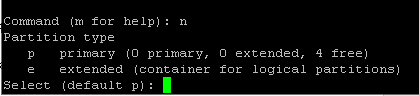 Command (m for help): n
Partition type
   p   primary (0 primary, 0 extended, 4 free)
   e   extended (container for logical partitions)
Select (default p):